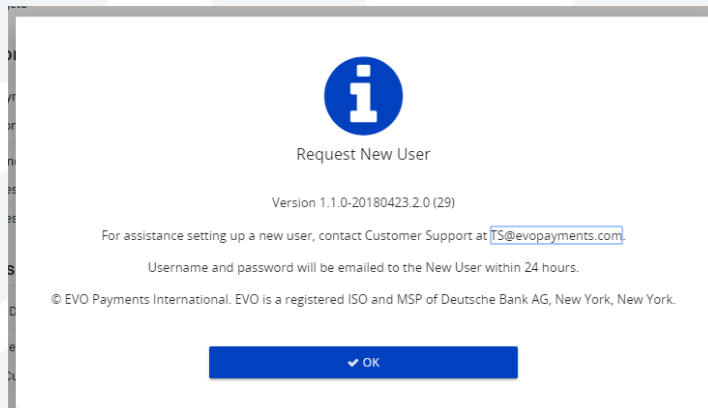 Request New User
Version 1.1.0-20180423.2.0 (29)
For assistance setting up a new user, contact Customer Support at TS@evopayments.com.
Username and password will be emailed to the New User within 24 hours.
© EVO Payments International. EVO is a registered ISO and MSP of Deutsche Bank AG, New York, New York.
✔ OK